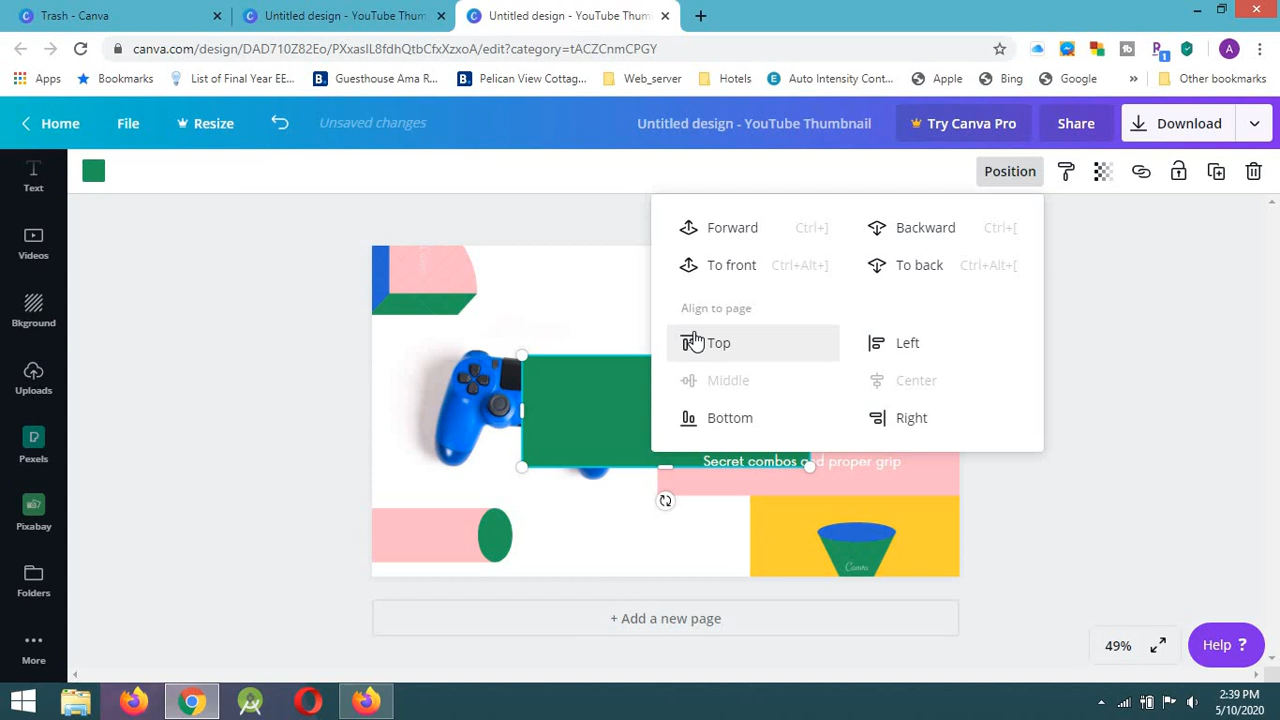 Trash - Canva
Untitled design - YouTube Thum
Untitled design - YouTube Thum
canva.com/design/DAD710Z82Eo/PXxasIL8fdhQtbCfxXzxoA/edit?category=tACZCnmCPGY
A
Apps
Bookmarks
List of Final Year EE...
Guesthouse Ama R...
Pelican View Cottag...
Web_server
Hotels
Auto Intensity Cont...
Apple
Bing
Google
»
Other bookmarks
Home
File
Resize
Unsaved changes
Untitled design - YouTube Thumbnail
Try Canva Pro
Share
Download
Position
Text
Videos
Bkground
Uploads
Pexels
Pixabay
Folders
More
Forward Ctrl+]
Backward Ctrl+[
To front Ctrl+Alt+]
To back Ctrl+Alt+[
Align to page
Top
Left
Middle
Center
Bottom
Right
Secret combos and proper grip
Canva
+ Add a new page
49%
Help ?
2:39 PM
5/10/2020